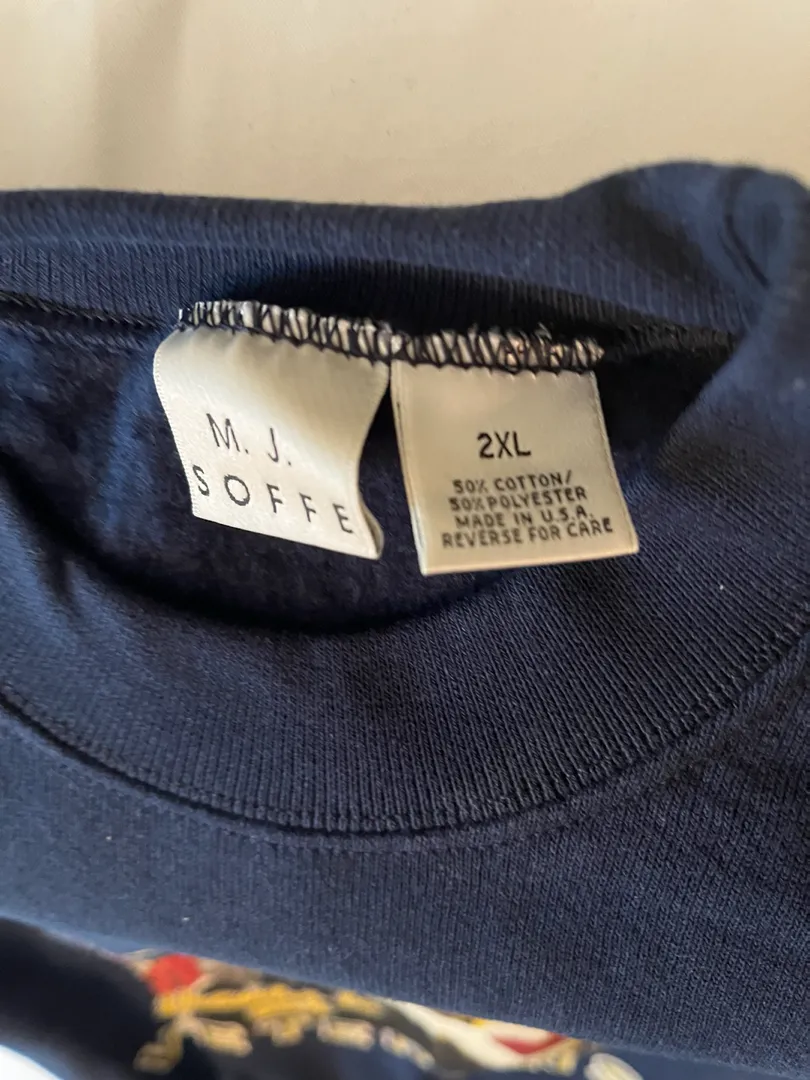 M. J.
SOFFE
2XL
50% COTTON/
50% POLYESTER
MADE IN U.S.A.
REVERSE FOR CARE